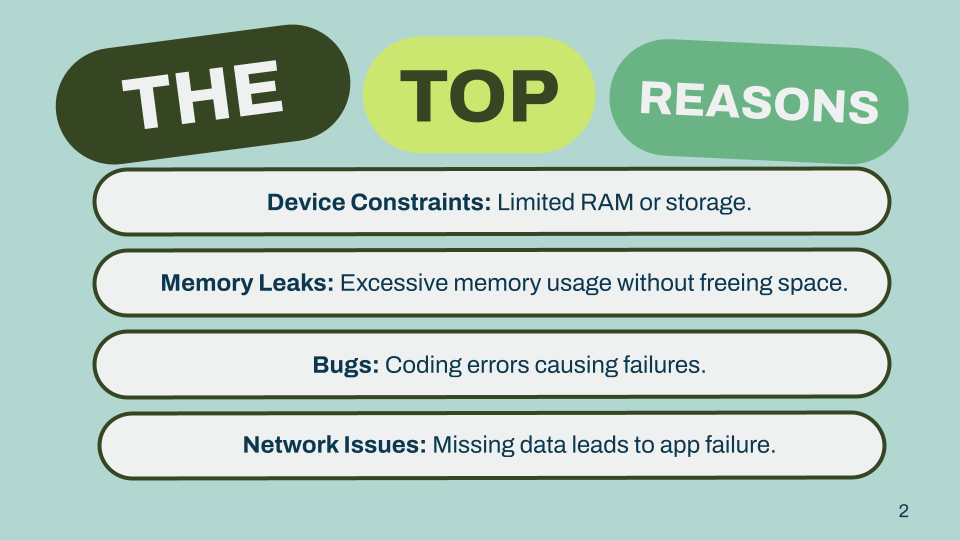 THE TOP REASONS
Device Constraints: Limited RAM or storage.
Memory Leaks: Excessive memory usage without freeing space.
Bugs: Coding errors causing failures.
Network Issues: Missing data leads to app failure.
2